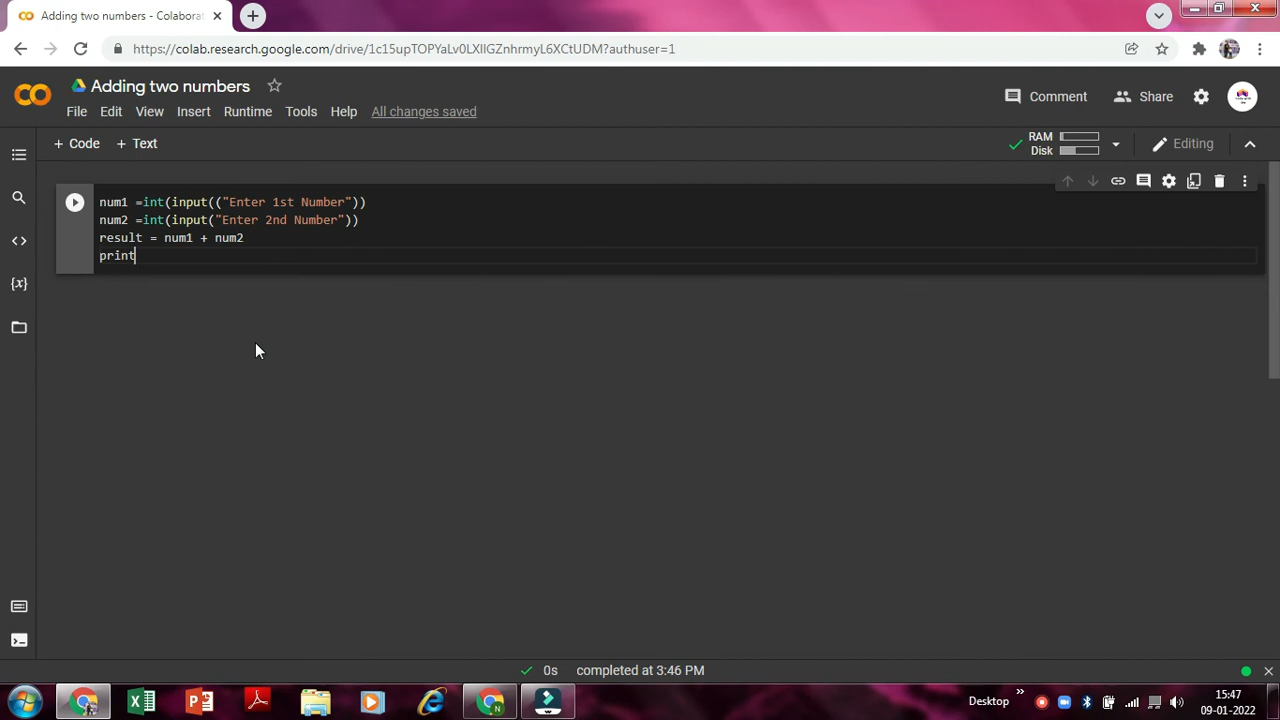 Adding two numbers - Colabora
https://colab.research.google.com/drive/1c15upTOPYaLv0LXlIGZnhrmyL6XCtUDM?authuser=1
Adding two numbers
Comment
Share
File Edit View Insert Runtime Tools Help All changes saved
+ Code + Text
RAM
Disk
Editing
num1 =int(input(("Enter 1st Number"))
num2 =int(input("Enter 2nd Number"))
result = num1 + num2
print
{x}
0s completed at 3:46 PM
N
Desktop
15:47
09-01-2022